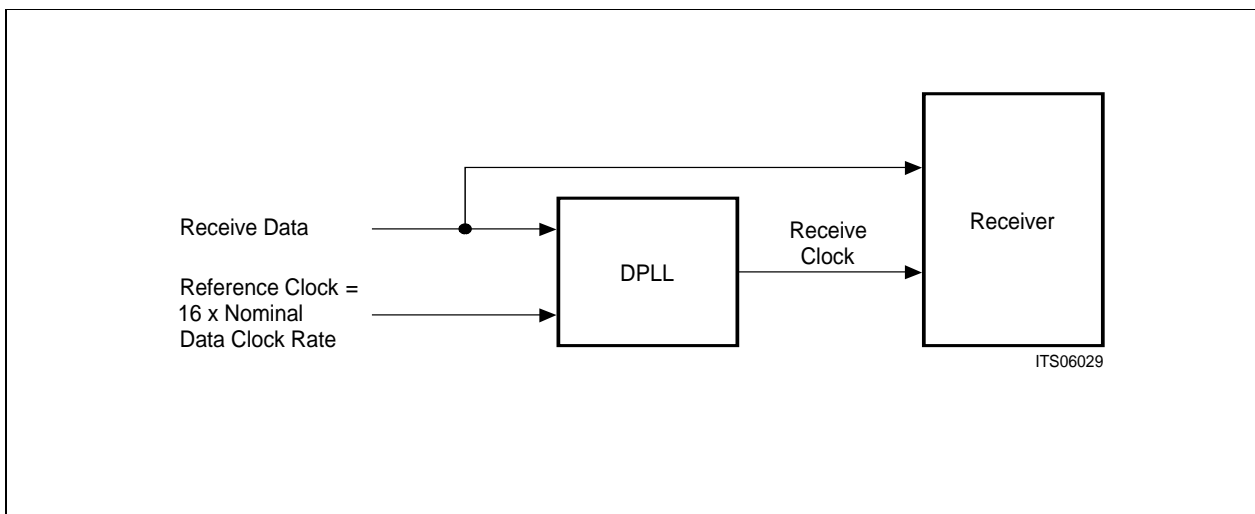 Receive Data
Reference Clock =
16 x Nominal
Data Clock Rate
DPLL
Receive
Clock
Receiver
ITS06029